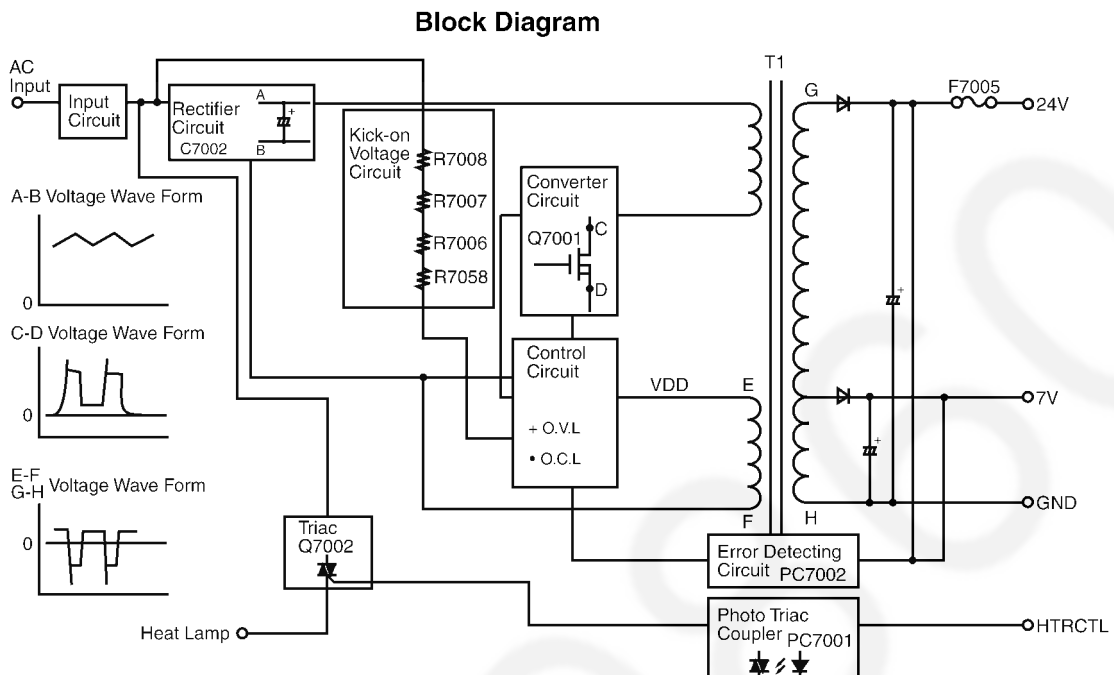 Block Diagram
AC
Input
Input
Circuit
Rectifier
Circuit
C7002
A
+
B
Kick-on
Voltage
Circuit
R7008
R7007
R7006
R7058
Converter
Circuit
Q7001
C
D
Control
Circuit
+ O.V.L
• O.C.L
VDD
E
F
T1
G
H
F7005
24V
+
7V
+
GND
A-B Voltage Wave Form
0
C-D Voltage Wave Form
0
E-F
G-H Voltage Wave Form
0
Triac
Q7002
Heat Lamp
Error Detecting
Circuit PC7002
Photo Triac
Coupler PC7001
HTRCTL